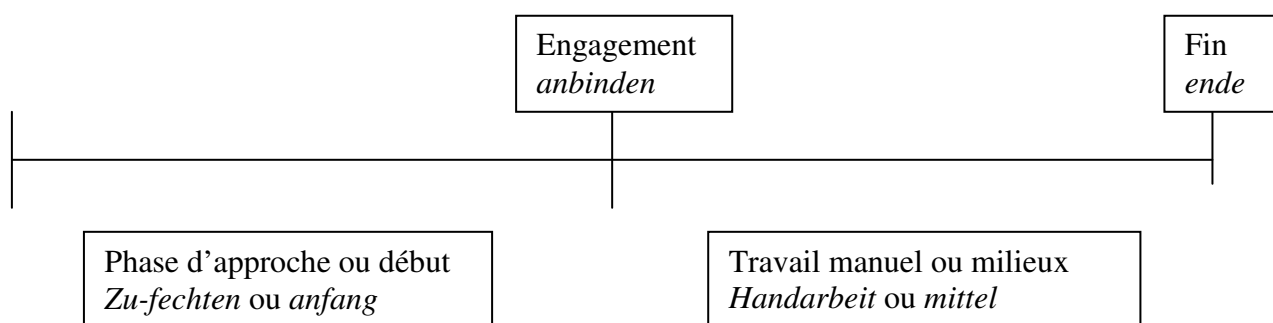 Engagement
anbinden
Fin
ende
Phase d’approche ou début
Zu-fechten ou anfang
Travail manuel ou milieux
Handarbeit ou mittel